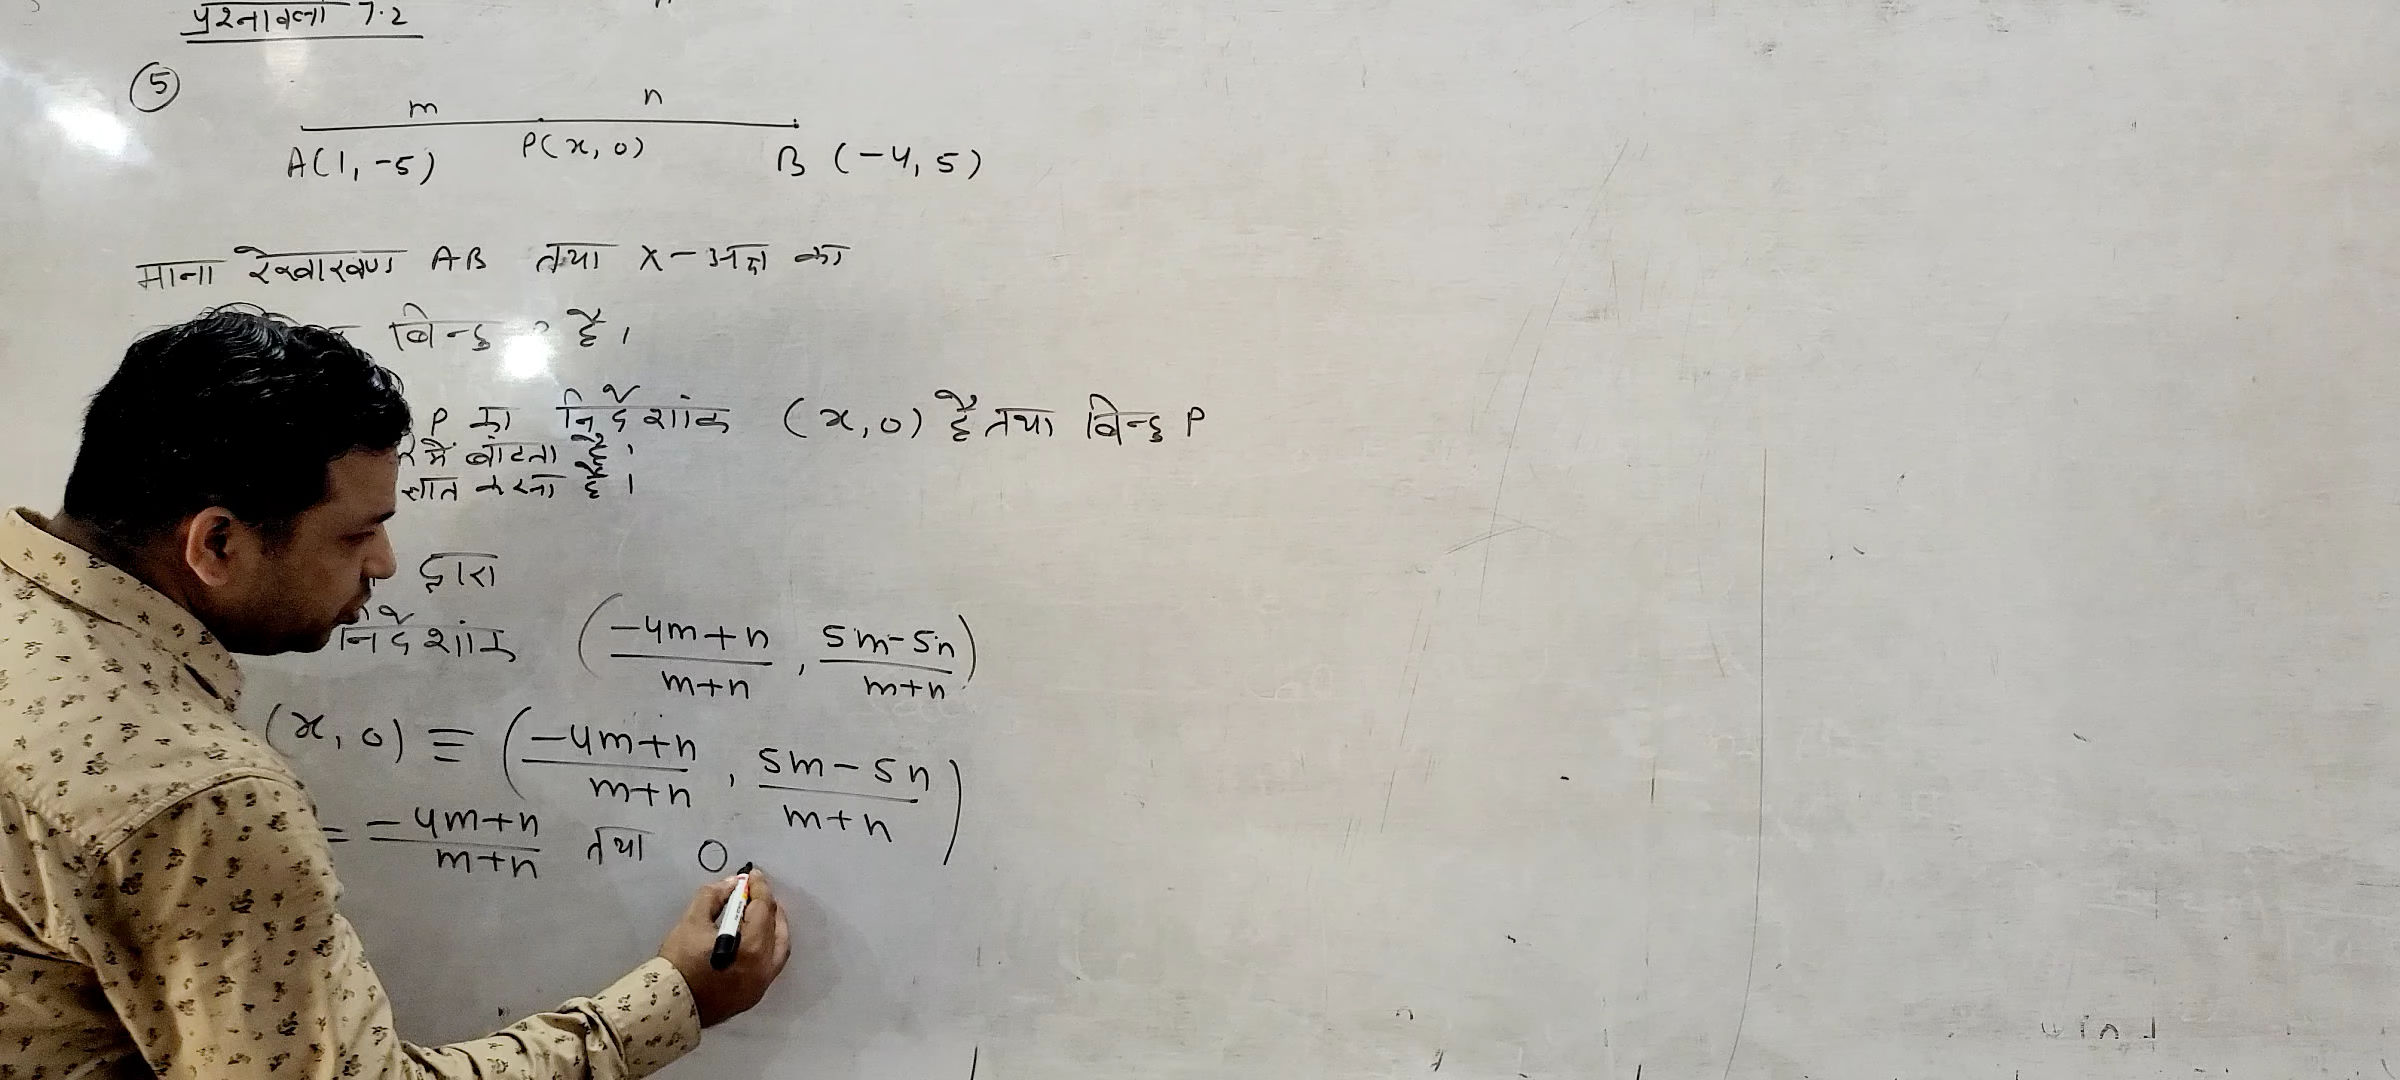 प्रश्नावली 7.2
5
m n
A(1, -5) P(x, 0) B (-4, 5)
माना रेखाखण्ड AB तथा x-अक्ष का
बिन्दु P है।
P का निर्देशांक (x, 0) है तथा बिन्दु P
में बांटता है।
ज्ञात करना है।
द्वारा
निर्देशांक (-4m+n/m+n, 5m-5n/m+n)
(x, 0) ≡ (-4m+n/m+n, 5m-5n/m+n)
= -4m+n/m+n तथा 0